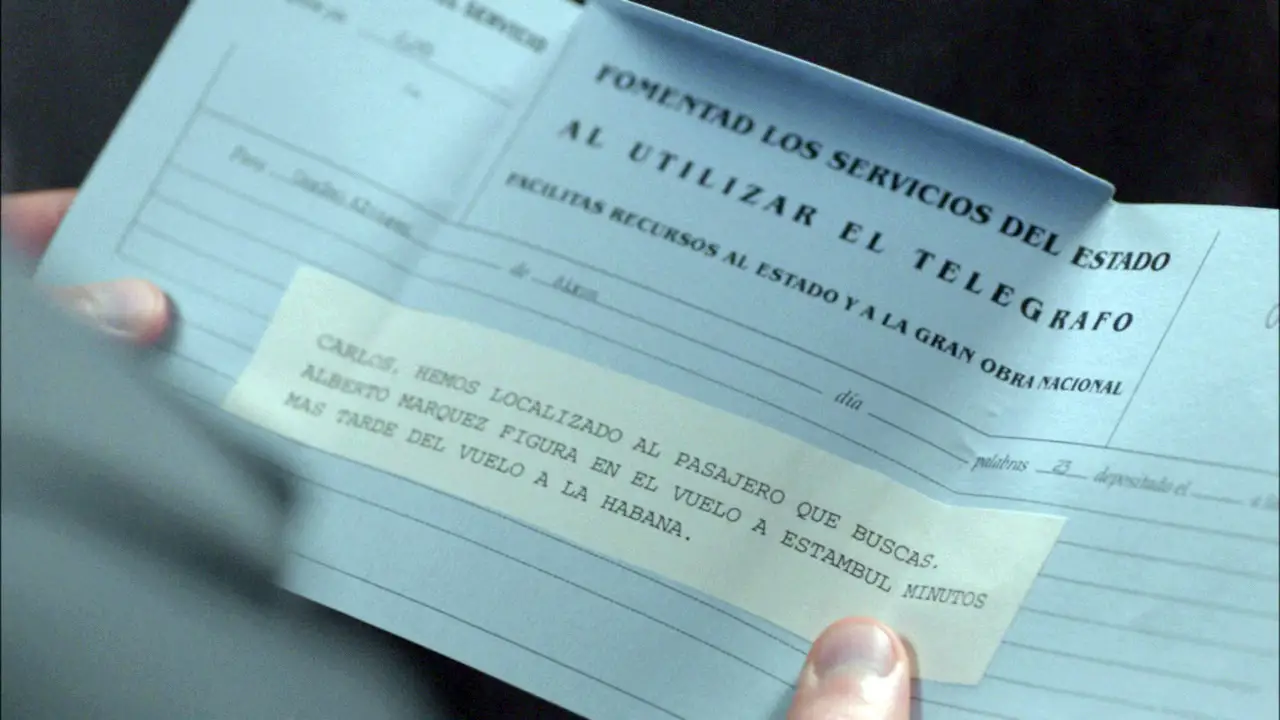 SERVICIO
FOMENTAD LOS SERVICIOS DEL ESTADO
AL UTILIZAR EL TELEGRAFO
FACILITAS RECURSOS AL ESTADO Y A LA GRAN OBRA NACIONAL
de
día
palabras 23 depositado el
CARLOS, HEMOS LOCALIZADO AL PASAJERO QUE BUSCAS.
ALBERTO MARQUEZ FIGURA EN EL VUELO A ESTAMBUL MINUTOS
MAS TARDE DEL VUELO A LA HABANA.